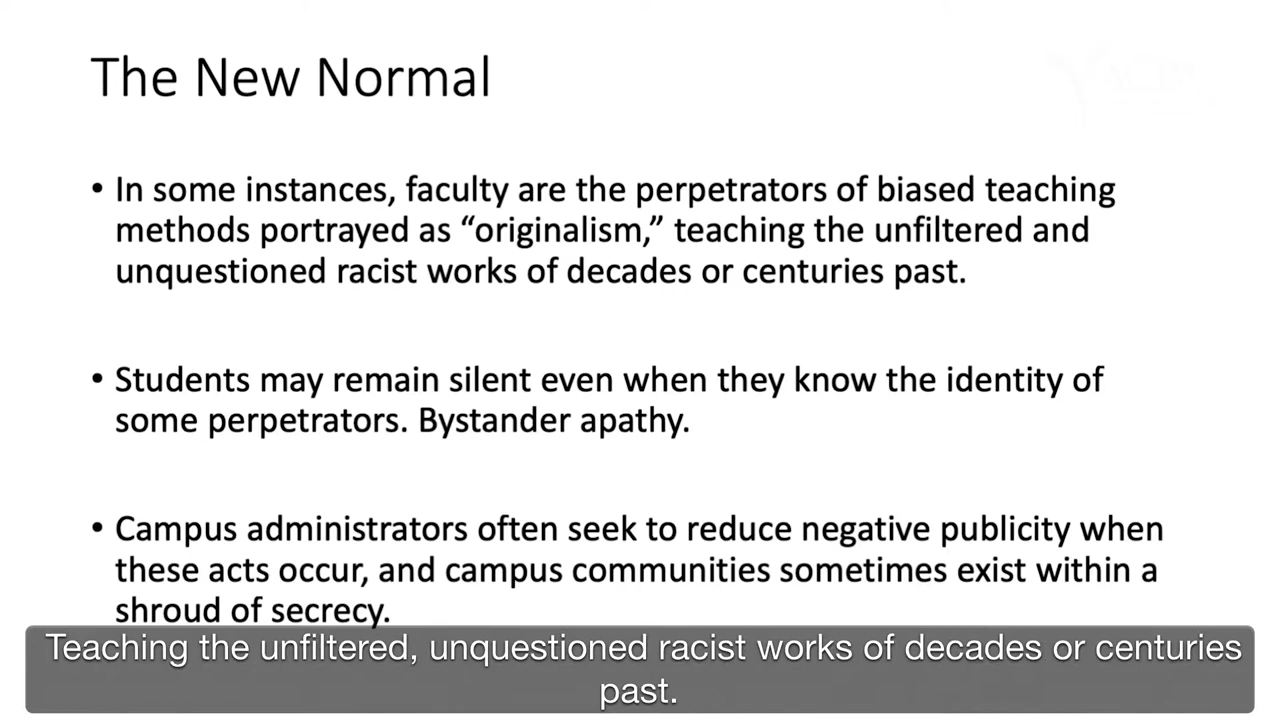 The New Normal
• In some instances, faculty are the perpetrators of biased teaching
methods portrayed as “originalism,” teaching the unfiltered and
unquestioned racist works of decades or centuries past.
• Students may remain silent even when they know the identity of
some perpetrators. Bystander apathy.
• Campus administrators often seek to reduce negative publicity when
these acts occur, and campus communities sometimes exist within a
shroud of secrecy.
Teaching the unfiltered, unquestioned racist works of decades or centuries
past.